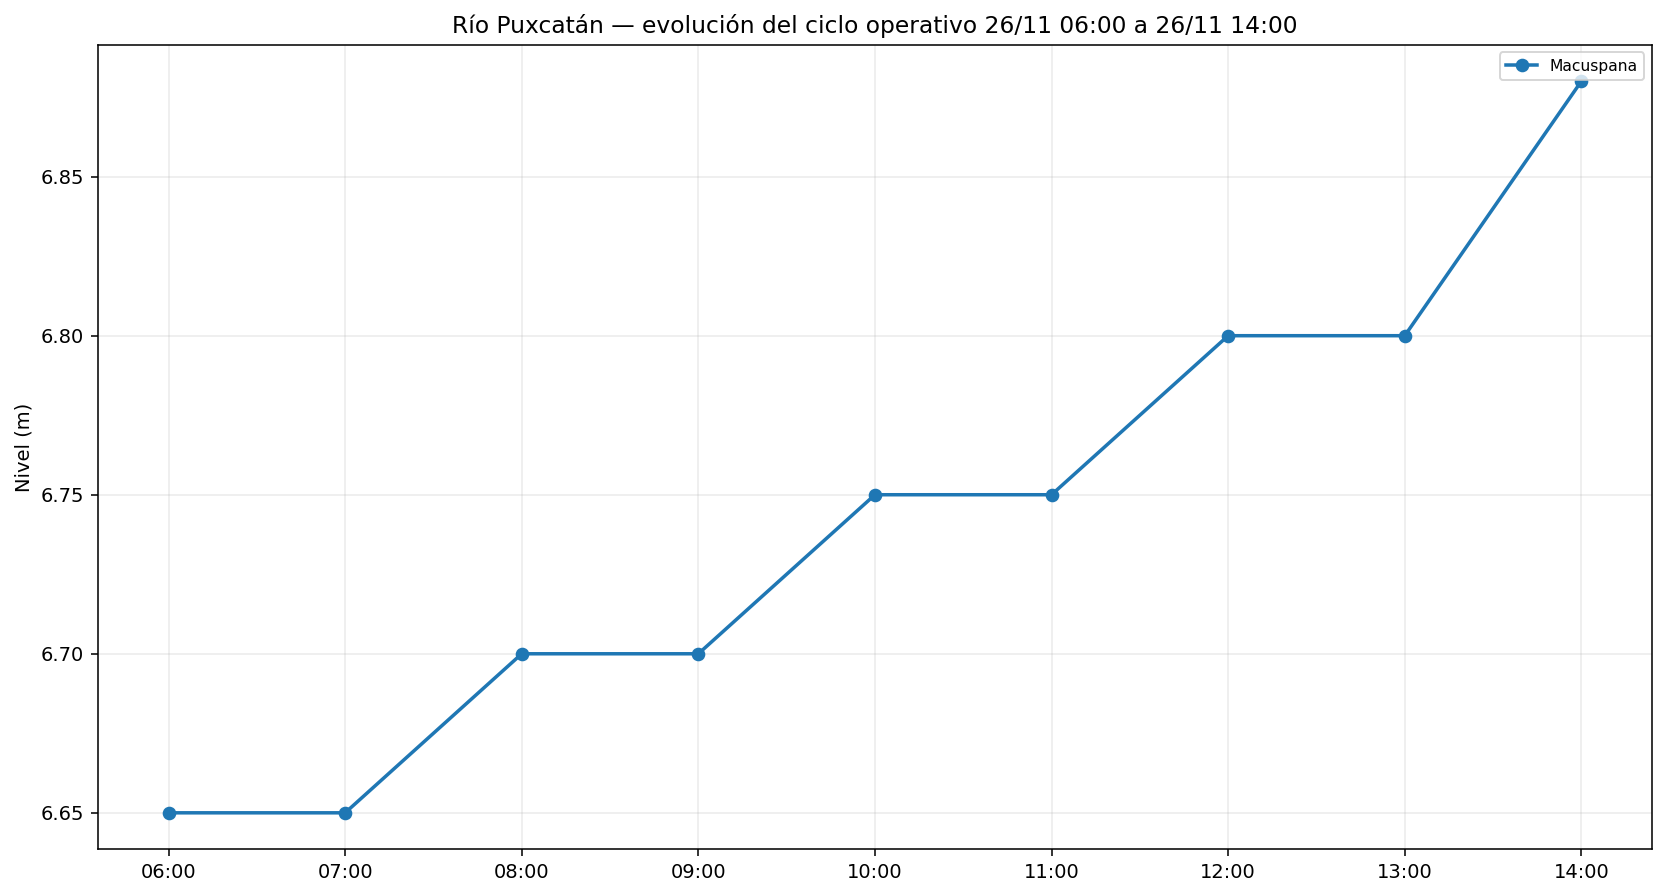 Río Puxcatán — evolución del ciclo operativo 26/11 06:00 a 26/11 14:00
Macuspana
Nivel (m)
6.85
6.80
6.75
6.70
6.65
06:00 07:00 08:00 09:00 10:00 11:00 12:00 13:00 14:00